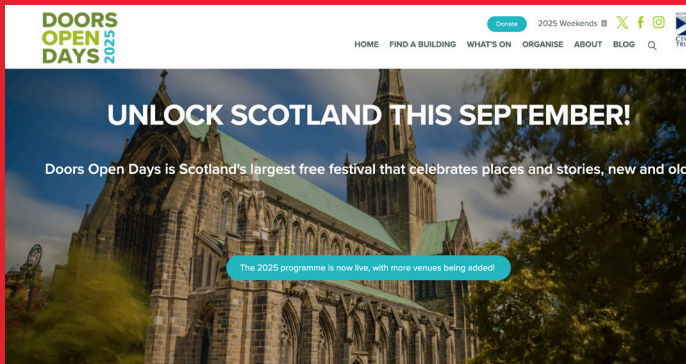 DOORS
OPEN
DAYS 2025
Donate
2025 Weekends
HOME FIND A BUILDING WHAT'S ON ORGANISE ABOUT BLOG
UNLOCK SCOTLAND THIS SEPTEMBER!
Doors Open Days is Scotland's largest free festival that celebrates places and stories, new and old
The 2025 programme is now live, with more venues being added!